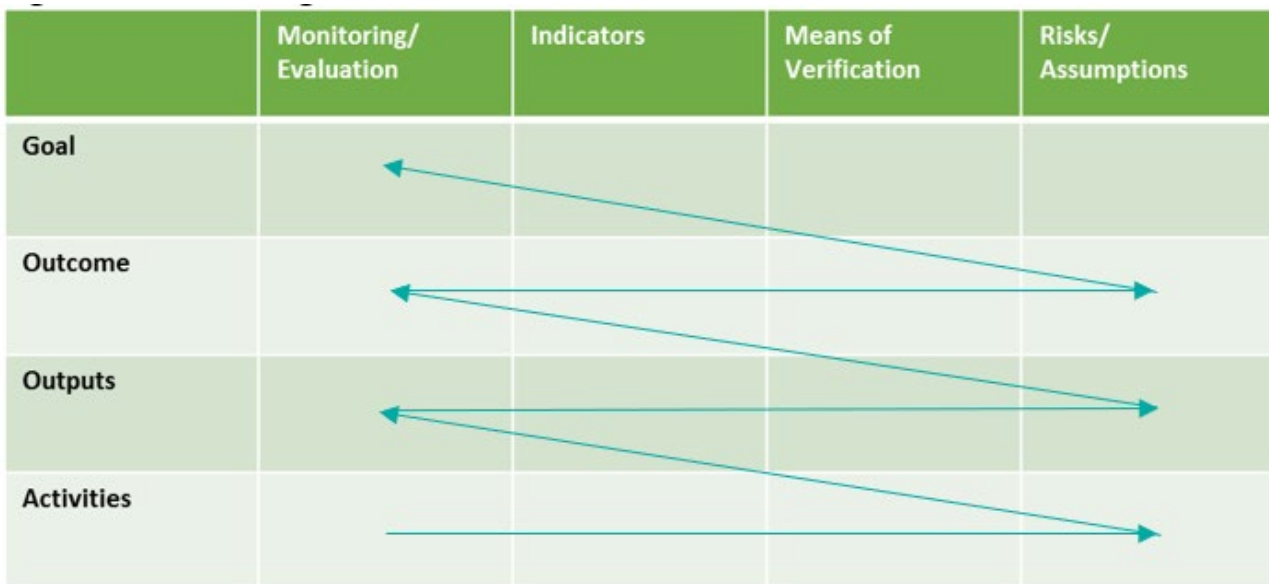 Monitoring/
Evaluation
Indicators
Means of
Verification
Risks/
Assumptions
Goal
Outcome
Outputs
Activities